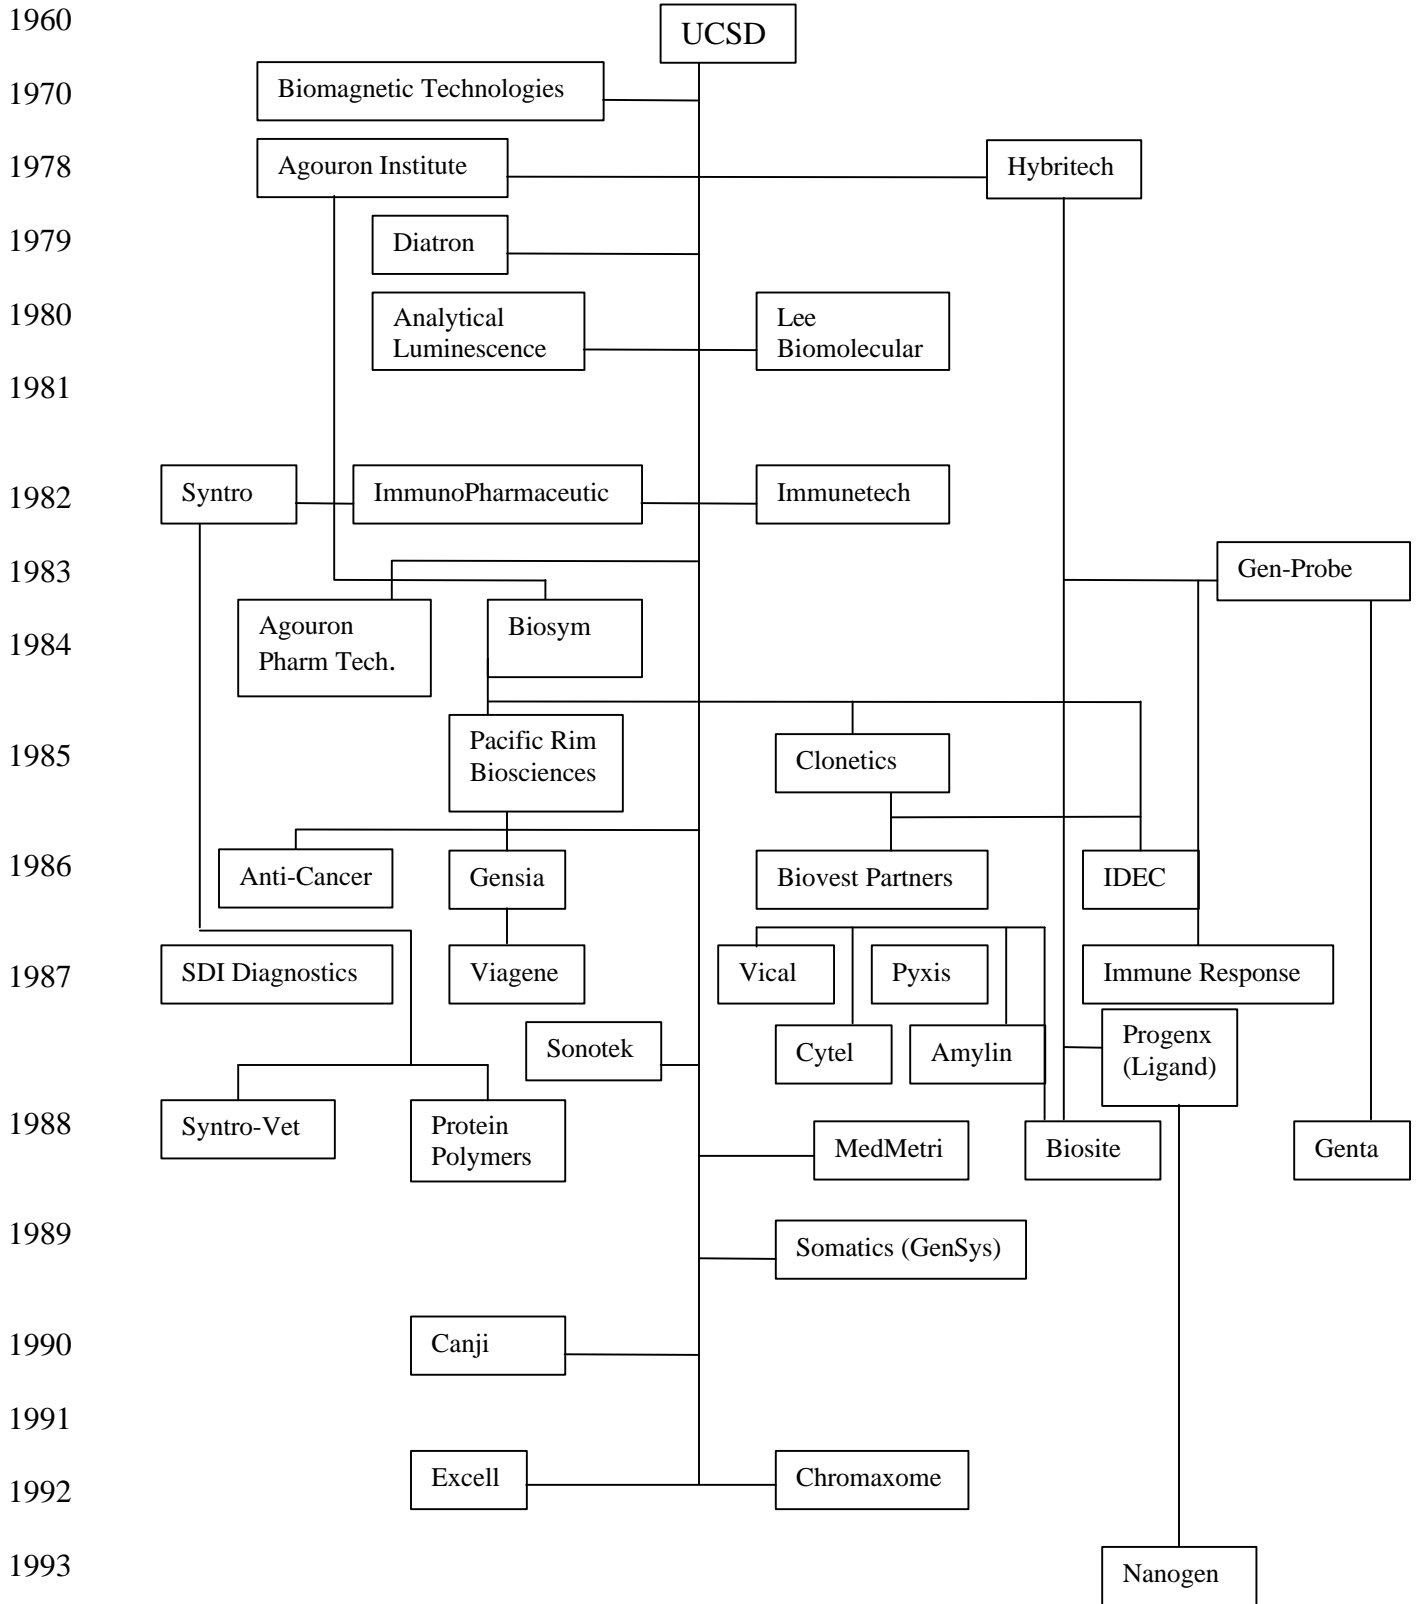 1960
UCSD
1970
Biomagnetic Technologies
1978
Agouron Institute
Hybritech
1979
Diatron
1980
Analytical
Luminescence
Lee
Biomolecular
1981
1982
Syntro
ImmunoPharmaceutic
Immunetech
1983
Gen-Probe
1984
Agouron
Pharm Tech.
Biosym
1985
Pacific Rim
Biosciences
Clonetics
1986
Anti-Cancer
Gensia
Biovest Partners
IDEC
1987
SDI Diagnostics
Viagene
Vical
Pyxis
Immune Response
Sonotek
Cytel
Amylin
Progenx
(Ligand)
1988
Syntro-Vet
Protein
Polymers
MedMetri
Biosite
Genta
1989
Somatics (GenSys)
1990
Canji
1991
1992
Excell
Chromaxome
1993
Nanogen